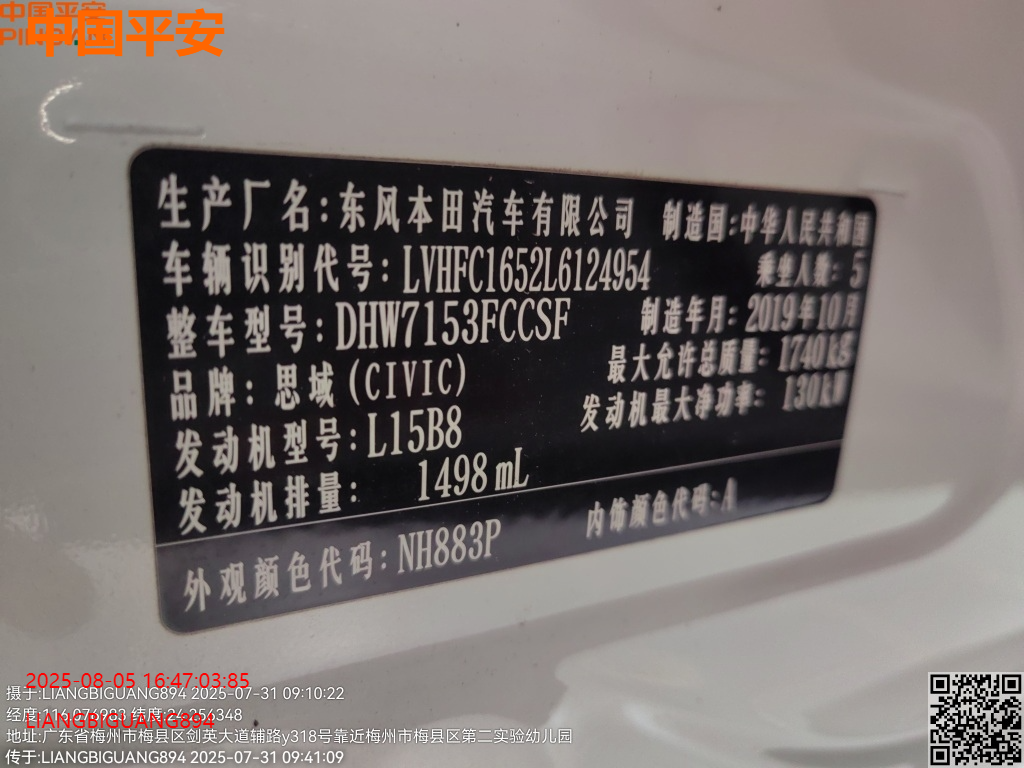 中国平安
中国平安
生产厂名:东风本田汽车有限公司 制造国:中华人民共和国
车辆识别代号:LVHFC1652L6124954 乘坐人数:5
整车型号:DHW7153FCCSF 制造年月:2019年10月
品牌:思域(CIVIC) 最大允许总质量:1740kg
发动机型号:L15B8 发动机最大净功率:130kW
发动机排量: 1498mL
外观颜色代码:NH883P 内饰颜色代码:A
2025-08-05 16:47:03:85
摄于:LIANGBIGUANG894 2025-07-31 09:10:22
LIANGBIGUANG894
地址:广东省梅州市梅县区剑英大道辅路y318号靠近梅州市梅县区第二实验幼儿园
传于:LIANGBIGUANG894 2025-07-31 09:41:09